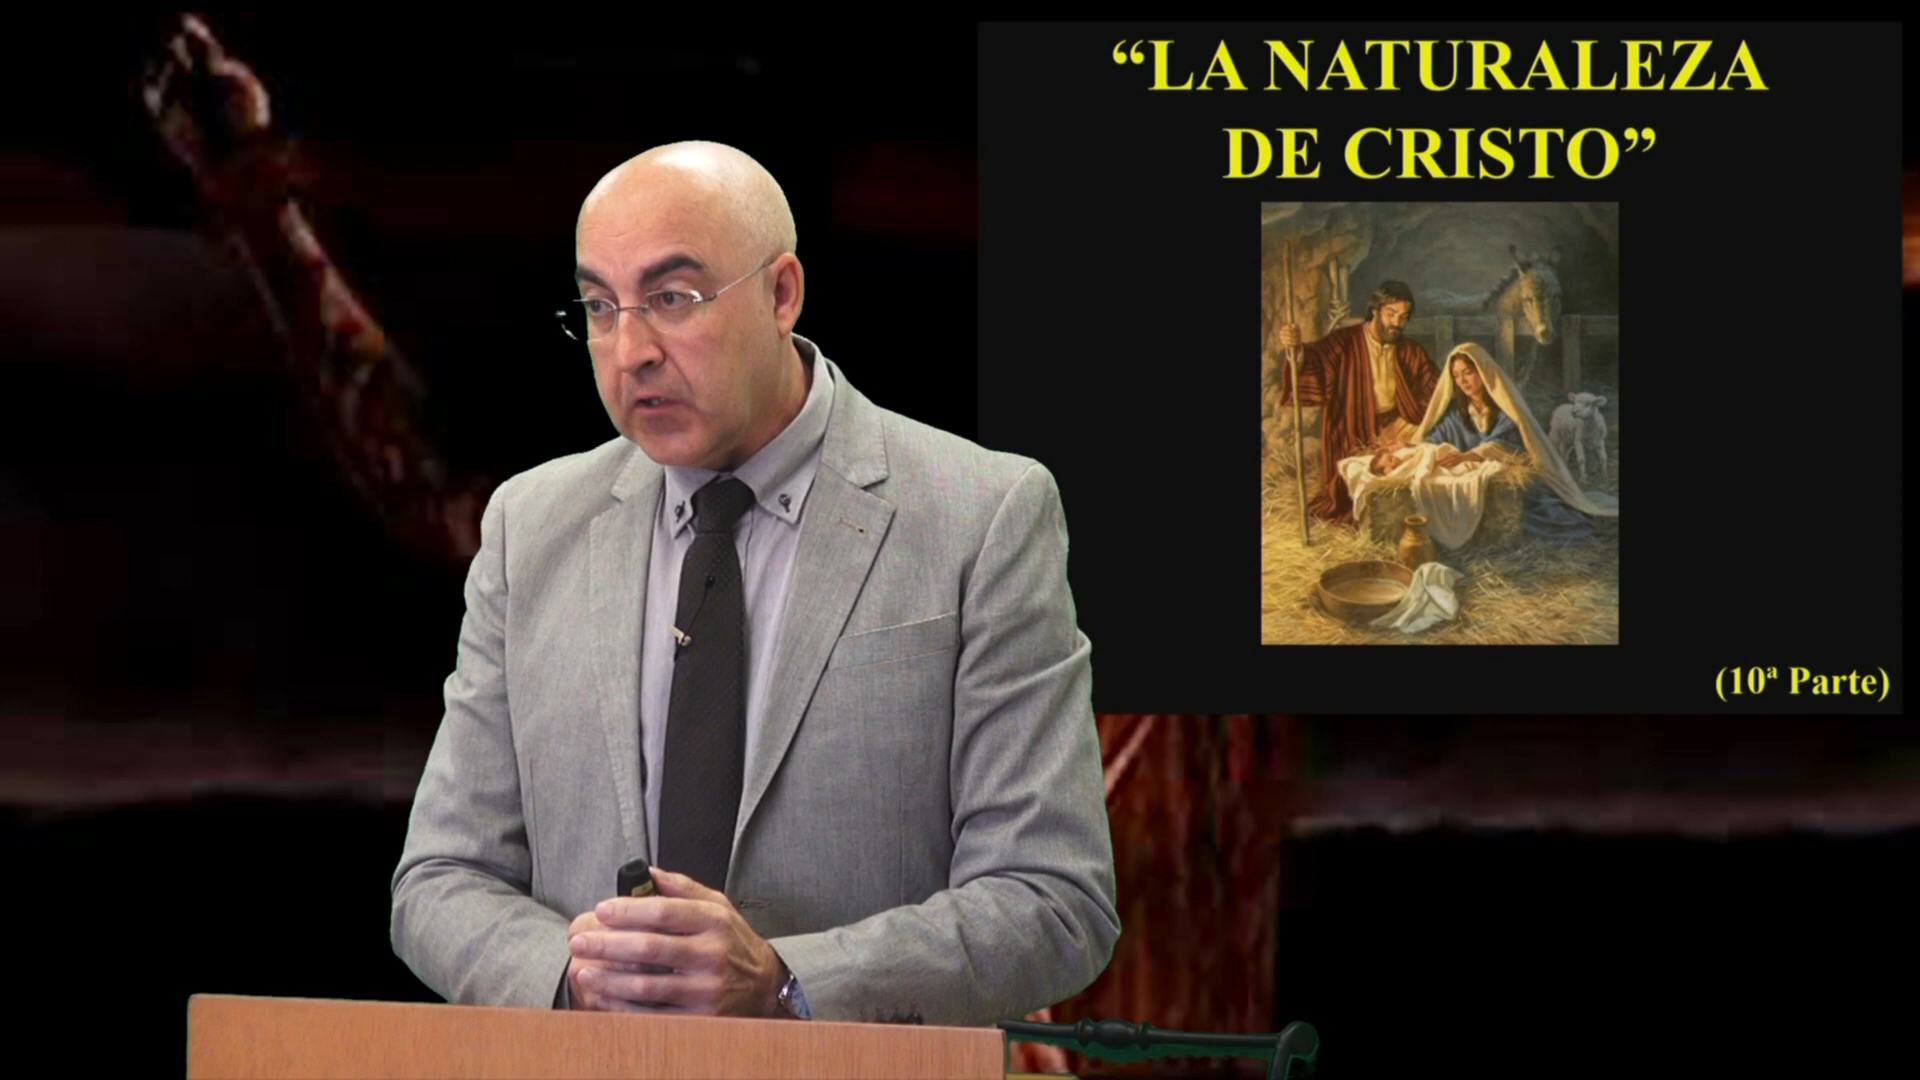 “LA NATURALEZA
DE CRISTO”
(10ª Parte)